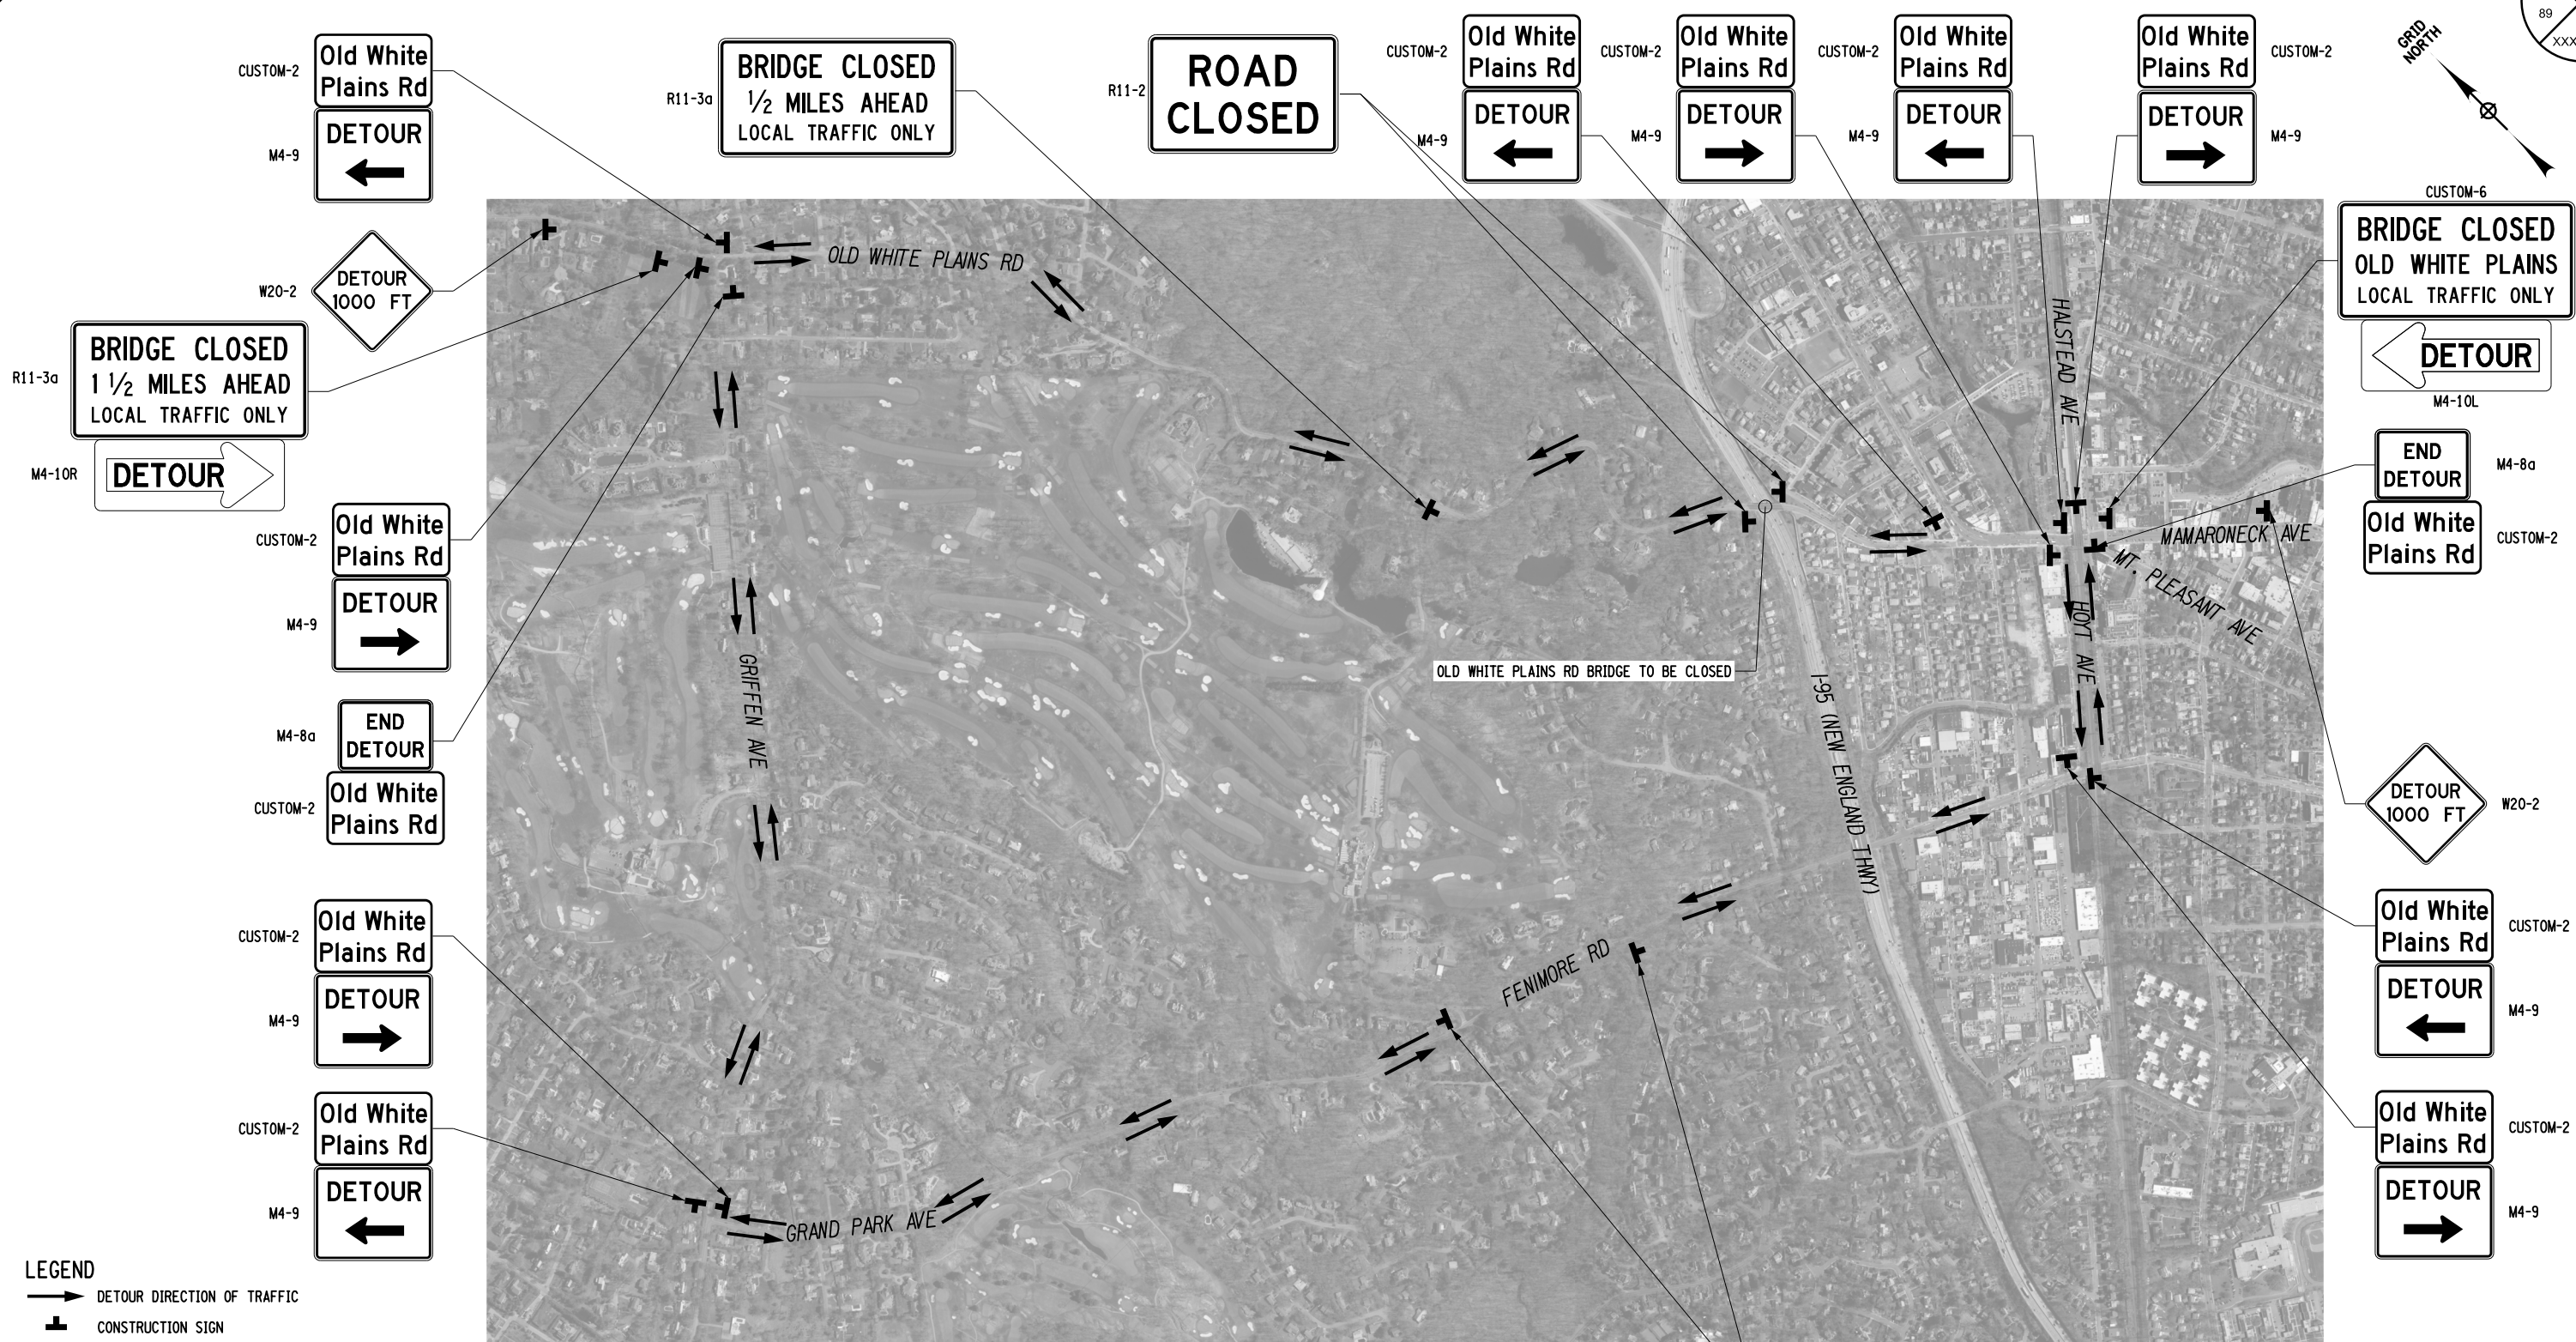 CUSTOM-2
Old White
Plains Rd
M4-9
DETOUR
R11-3a
BRIDGE CLOSED
1/2 MILES AHEAD
LOCAL TRAFFIC ONLY
R11-2
ROAD
CLOSED
CUSTOM-2
Old White
Plains Rd
M4-9
DETOUR
CUSTOM-2
Old White
Plains Rd
M4-9
DETOUR
CUSTOM-2
Old White
Plains Rd
M4-9
DETOUR
Old White
Plains Rd
CUSTOM-2
DETOUR
M4-9
GRID
NORTH
89
XXX
W20-2
DETOUR
1000 FT
R11-3a
BRIDGE CLOSED
1 1/2 MILES AHEAD
LOCAL TRAFFIC ONLY
M4-10R
DETOUR
CUSTOM-2
Old White
Plains Rd
M4-9
DETOUR
M4-8a
END
DETOUR
CUSTOM-2
Old White
Plains Rd
CUSTOM-2
Old White
Plains Rd
M4-9
DETOUR
CUSTOM-2
Old White
Plains Rd
M4-9
DETOUR
OLD WHITE PLAINS RD
GRIFFEN AVE
GRAND PARK AVE
FENIMORE RD
OLD WHITE PLAINS RD BRIDGE TO BE CLOSED
I-95 (NEW ENGLAND THWY)
HALSTEAD AVE
HOYT AVE
MAMARONECK AVE
MT. PLEASANT AVE
CUSTOM-6
BRIDGE CLOSED
OLD WHITE PLAINS
LOCAL TRAFFIC ONLY
DETOUR
M4-10L
END
DETOUR
M4-8a
Old White
Plains Rd
CUSTOM-2
DETOUR
1000 FT
W20-2
Old White
Plains Rd
CUSTOM-2
DETOUR
M4-9
Old White
Plains Rd
CUSTOM-2
DETOUR
M4-9
LEGEND
DETOUR DIRECTION OF TRAFFIC
CONSTRUCTION SIGN